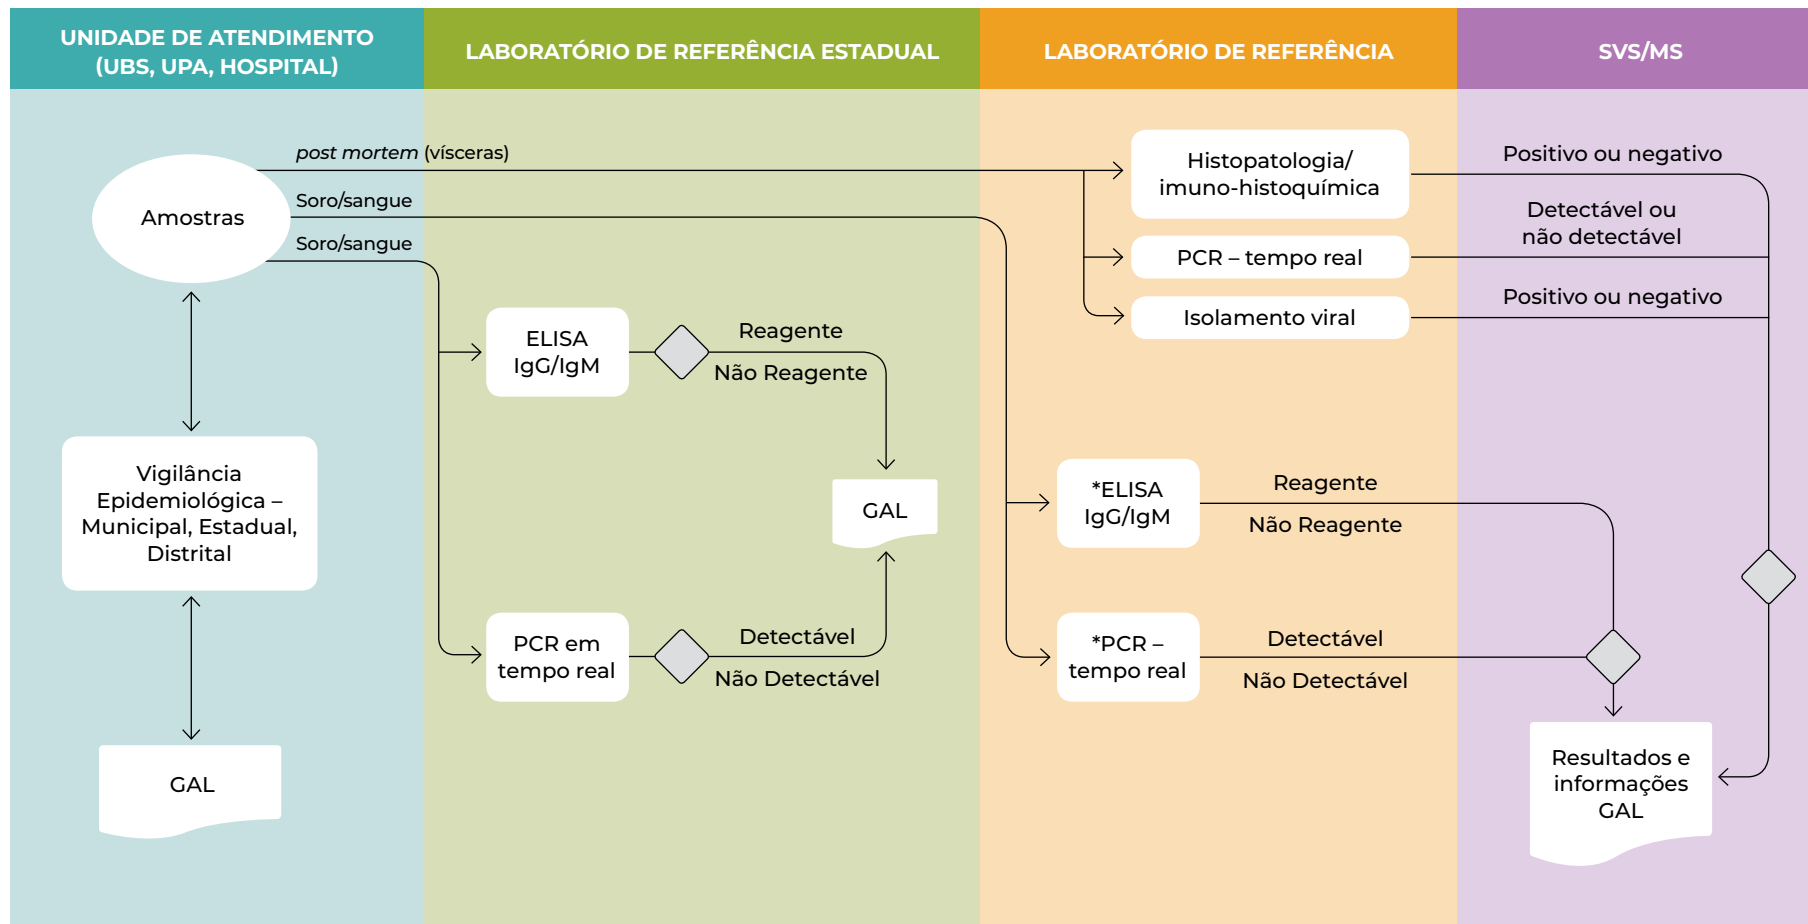 UNIDADE DE ATENDIMENTO
(UBS, UPA, HOSPITAL)
LABORATÓRIO DE REFERÊNCIA ESTADUAL
LABORATÓRIO DE REFERÊNCIA
SVS/MS
Amostras
post mortem (vísceras)
Soro/sangue
Soro/sangue
Vigilância
Epidemiológica –
Municipal, Estadual,
Distrital
GAL
ELISA
IgG/IgM
Reagente
Não Reagente
GAL
PCR em
tempo real
Detectável
Não Detectável
Histopatologia/
imuno-histoquímica
PCR – tempo real
Isolamento viral
*ELISA
IgG/IgM
Reagente
Não Reagente
*PCR –
tempo real
Detectável
Não Detectável
Positivo ou negativo
Detectável ou
não detectável
Positivo ou negativo
Resultados e
informações
GAL